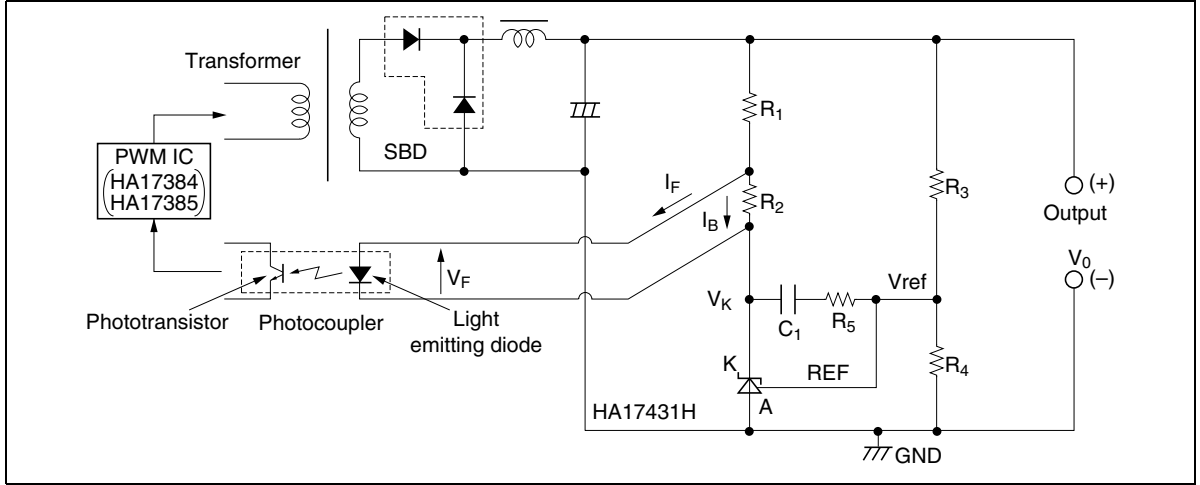 Transformer
SBD
PWM IC
(HA17384
HA17385)
R1
IF
R2
IB
R3
(+)
Output
V0
(−)
VF
Vref
VK
C1
R5
Phototransistor
Photocoupler
Light
emitting diode
K
REF
R4
A
HA17431H
GND